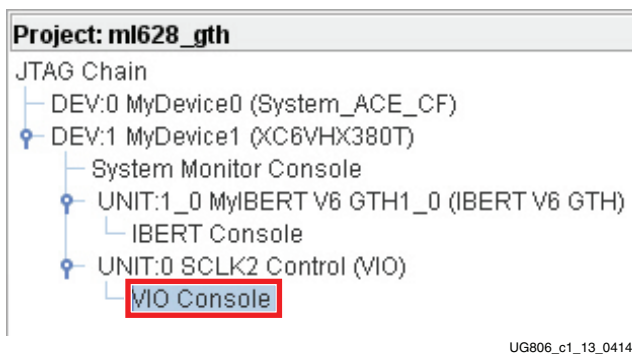 Project: ml628_gth
JTAG Chain
DEV:0 MyDevice0 (System_ACE_CF)
DEV:1 MyDevice1 (XC6VHX380T)
System Monitor Console
UNIT:1_0 MyIBERT V6 GTH1_0 (IBERT V6 GTH)
IBERT Console
UNIT:0 SCLK2 Control (VIO)
VIO Console
UG806_c1_13_0414